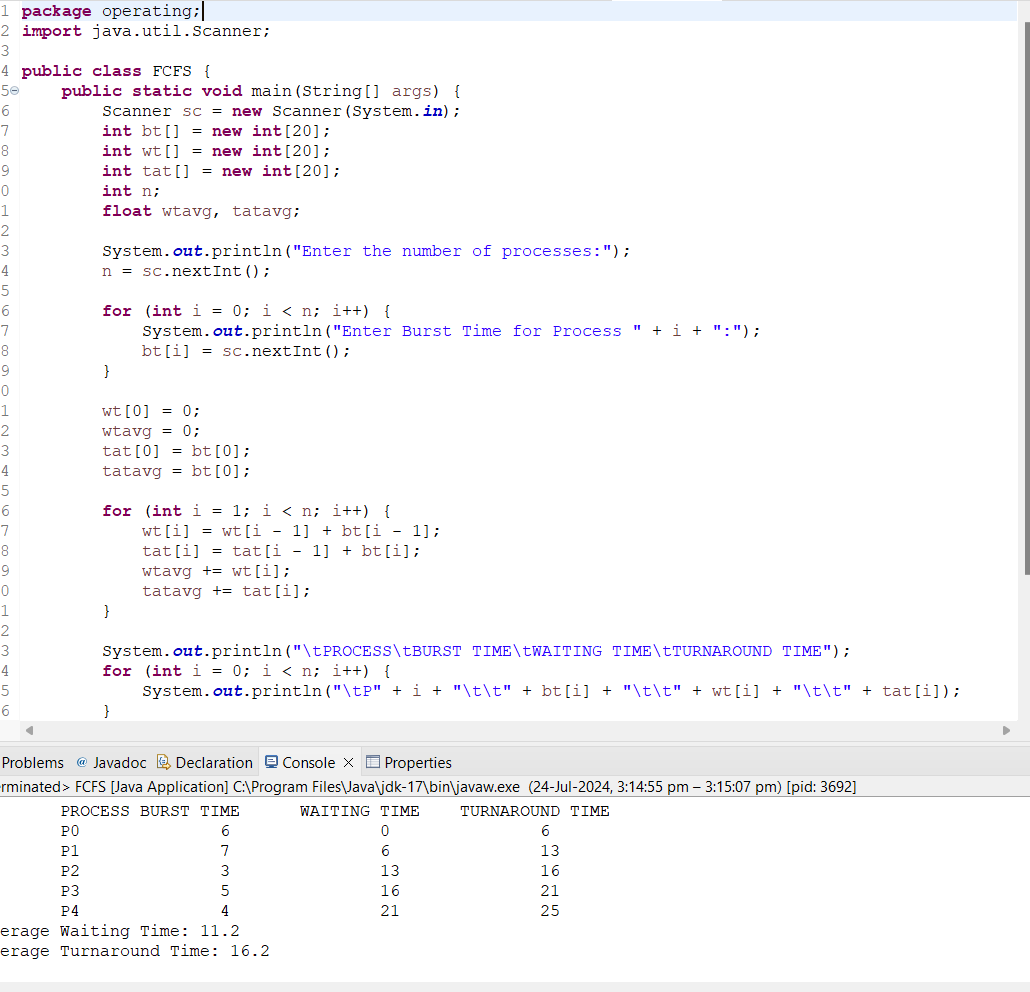 1 package operating;
2 import java.util.Scanner;
3
4 public class FCFS {
5 public static void main(String[] args) {
6 Scanner sc = new Scanner(System.in);
7 int bt[] = new int[20];
8 int wt[] = new int[20];
9 int tat[] = new int[20];
0 int n;
1 float wtavg, tatavg;
2
3 System.out.println("Enter the number of processes:");
4 n = sc.nextInt();
5
6 for (int i = 0; i < n; i++) {
7 System.out.println("Enter Burst Time for Process " + i + ":");
8 bt[i] = sc.nextInt();
9 }
0
1 wt[0] = 0;
2 wtavg = 0;
3 tat[0] = bt[0];
4 tatavg = bt[0];
5
6 for (int i = 1; i < n; i++) {
7 wt[i] = wt[i - 1] + bt[i - 1];
8 tat[i] = tat[i - 1] + bt[i];
9 wtavg += wt[i];
0 tatavg += tat[i];
1 }
2
3 System.out.println("\tPROCESS\tBURST TIME\tWAITING TIME\tTURNAROUND TIME");
4 for (int i = 0; i < n; i++) {
5 System.out.println("\tP" + i + "\t\t" + bt[i] + "\t\t" + wt[i] + "\t\t" + tat[i]);
6 }
Problems @ Javadoc Declaration Console Properties
erminated> FCFS [Java Application] C:\Program Files\Java\jdk-17\bin\javaw.exe (24-Jul-2024, 3:14:55 pm – 3:15:07 pm) [pid: 3692]
PROCESS BURST TIME WAITING TIME TURNAROUND TIME
P0 6 0 6
P1 7 6 13
P2 3 13 16
P3 5 16 21
P4 4 21 25
erage Waiting Time: 11.2
erage Turnaround Time: 16.2